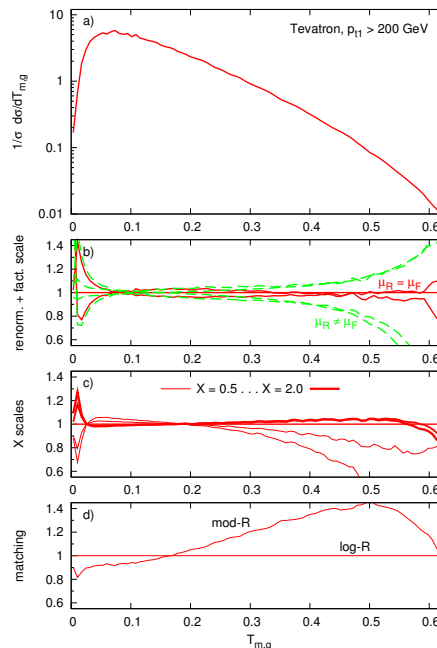 a)
Tevatron, p_t1 > 200 GeV
1/σ dσ/dT_m,g
10
1
0.1
0.01
0 0.1 0.2 0.3 0.4 0.5 0.6
b)
renorm. + fact. scale
1.4
1.2
1
0.8
0.6
μ_R = μ_F
μ_R ≠ μ_F
0 0.1 0.2 0.3 0.4 0.5 0.6
c)
X = 0.5 . . . X = 2.0
X scales
1.4
1.2
1
0.8
0.6
0 0.1 0.2 0.3 0.4 0.5 0.6
d)
mod-R
log-R
matching
1.4
1.2
1
0.8
0.6
0 0.1 0.2 0.3 0.4 0.5 0.6
T_m,g